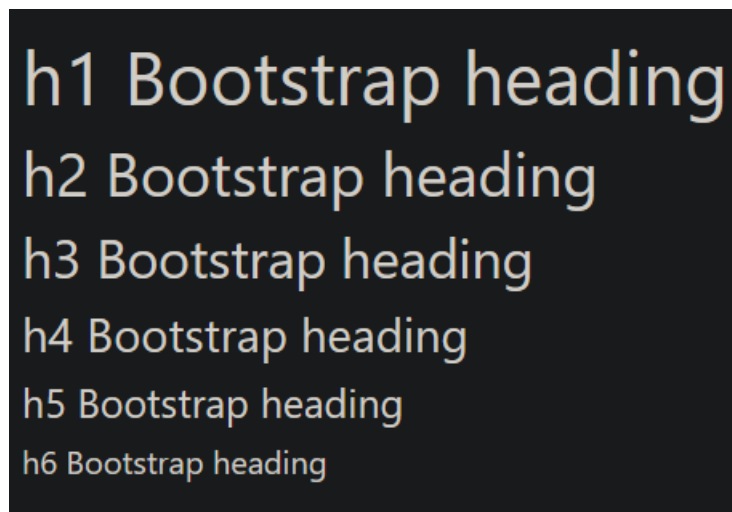 h1 Bootstrap heading
h2 Bootstrap heading
h3 Bootstrap heading
h4 Bootstrap heading
h5 Bootstrap heading
h6 Bootstrap heading